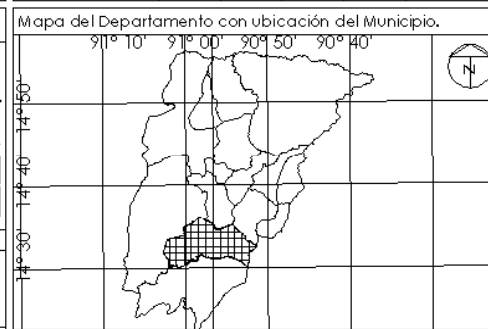 Mapa del Departamento con ubicación del Municipio.
91° 10' 91° 00' 90° 50' 90° 40'
N
14° 50'
14° 40'
14° 30'